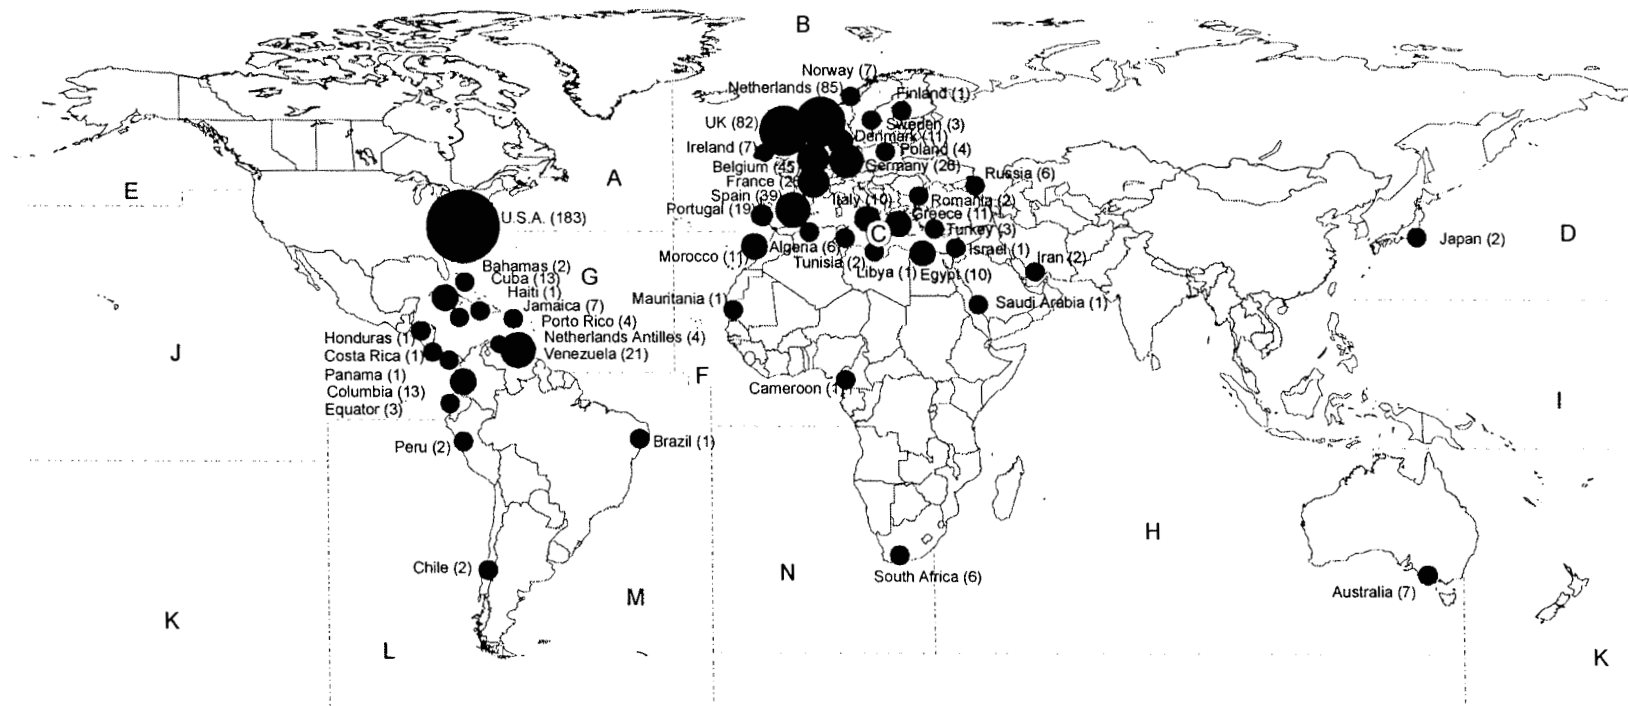 B
Norway (7)
Netherlands (85)
Finland (1)
UK (82)
Sweden (3)
Denmark (11)
Ireland (7)
Poland (4)
Belgium (45
Germany (26)
France (26
Russia (6)
E
A
Spain (39)
Italy (10)
Romania (2)
Portugal (19)
Greece (11)
U.S.A. (183)
C
Turkey (3)
D
Japan (2)
Morocco (11)
Algeria (6)
Israel (1)
Tunisia (2)
Iran (2)
Libya (1)
Egypt (10)
Bahamas (2)
G
Cuba (13)
Haiti (1)
Mauritania (1)
Saudi Arabia (1)
Jamaica (7)
Porto Rico (4)
Honduras (1)
Netherlands Antilles (4)
J
Costa Rica (1)
Venezuela (21)
Panama (1)
F
Columbia (13)
Cameroon (1)
Equator (3)
I
Peru (2)
Brazil (1)
H
Chile (2)
N
South Africa (6)
M
Australia (7)
K
L
K